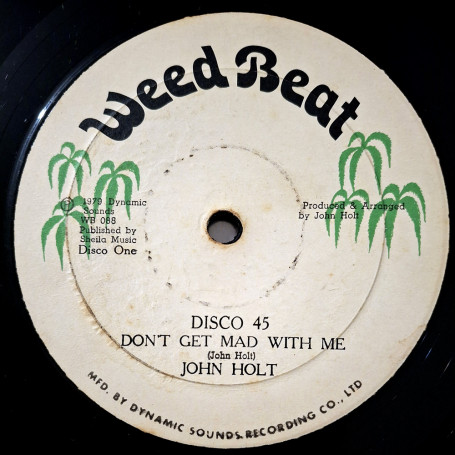 Weed Beat
℗ 1979 Dynamic
Sounds
WB 088
Published by
Sheila Music
Disco One
Produced & Arranged
by John Holt
DISCO 45
DON'T GET MAD WITH ME
(John Holt)
JOHN HOLT
MFD. BY DYNAMIC SOUNDS RECORDING CO., LTD